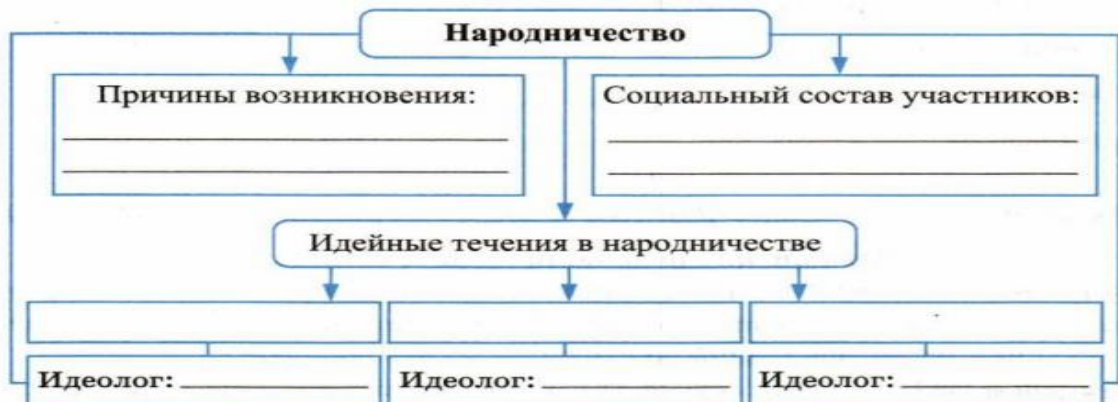 Народничество
Причины возникновения:
Социальный состав участников:
Идейные течения в народничестве
Идеолог:
Идеолог:
Идеолог: